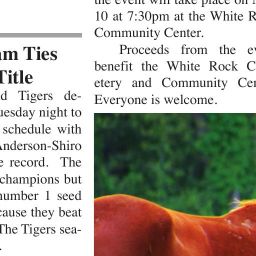 am Ties
Title
d Tigers de-
uesday night to
schedule with
Anderson-Shiro
e record. The
champions but
number 1 seed
cause they beat
The Tigers sea-
the event will take place on
10 at 7:30pm at the White R
Community Center.
Proceeds from the ev
benefit the White Rock C
etery and Community Cen
Everyone is welcome.